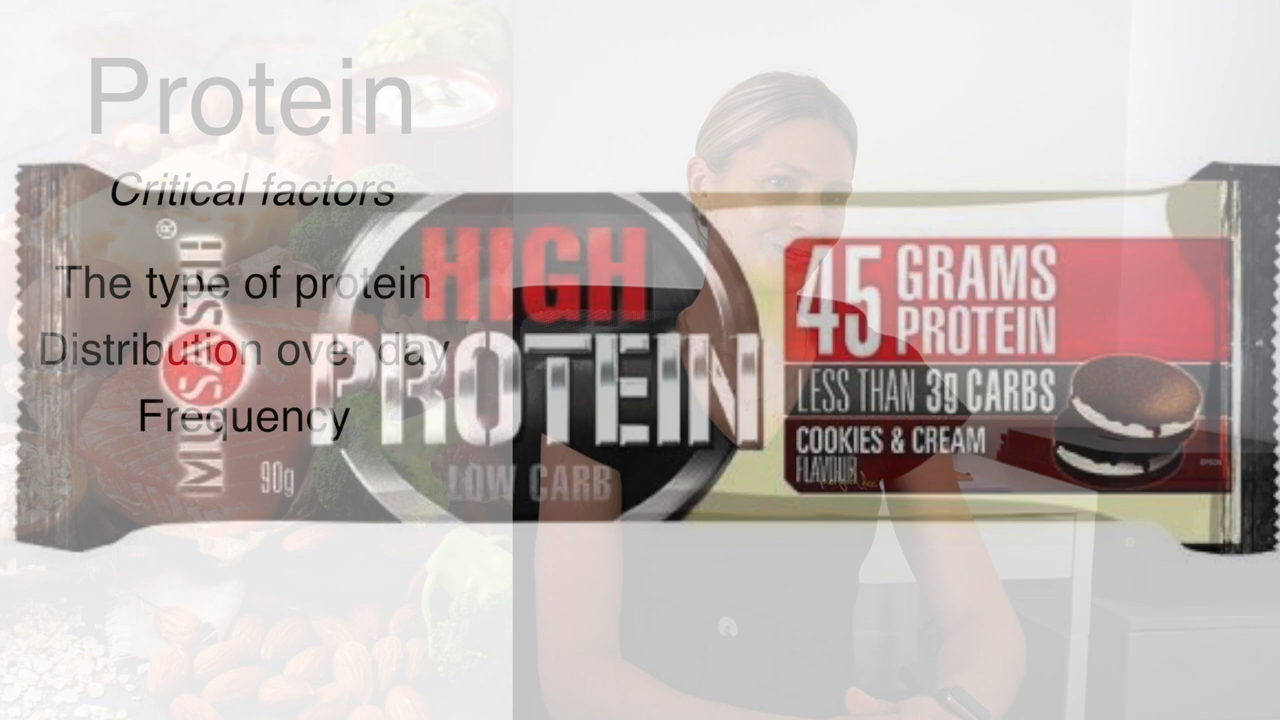 Protein
Critical factors
The type of protein
Distribution over day
Frequency
MUSASHI®
90g
HIGH
PROTEIN
LOW CARB
45 GRAMS
PROTEIN
LESS THAN 3g CARBS
COOKIES & CREAM
FLAVOUR
EPSON